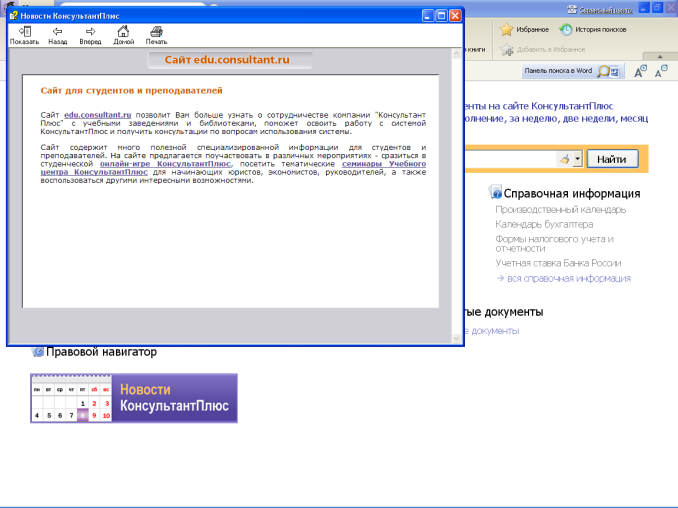 Новости КонсультантПлюс
Показать Назад Вперед Домой Печать
Сайт edu.consultant.ru
Сайт для студентов и преподавателей
Сайт edu.consultant.ru позволит Вам больше узнать о сотрудничестве компании "Консультант
Плюс" с учебными заведениями и библиотеками, поможет освоить работу с системой
КонсультантПлюс и получить консультации по вопросам использования системы.
Сайт содержит много полезной специализированной информации для студентов и
преподавателей. На сайте предлагается поучаствовать в различных мероприятиях - сразиться в
студенческой онлайн-игре КонсультантПлюс, посетить тематические семинары Учебного
центра КонсультантПлюс для начинающих юристов, экономистов, руководителей, а также
воспользоваться другими интересными возможностями.
Сервисный центр
Избранное История поисков
книги Добавить в Избранное
Панель поиска в Word
енты на сайте КонсультантПлюс
олнение, за неделю, две недели, месяц
Найти
Справочная информация
Производственный календарь
Календарь бухгалтера
Формы налогового учета и
отчетности
Учетная ставка Банка России
→ вся справочная информация
тые документы
е документы
Правовой навигатор
пн вт ср чт пт сб вс
1 2 3
4 5 6 7 8 9 10
Новости
КонсультантПлюс